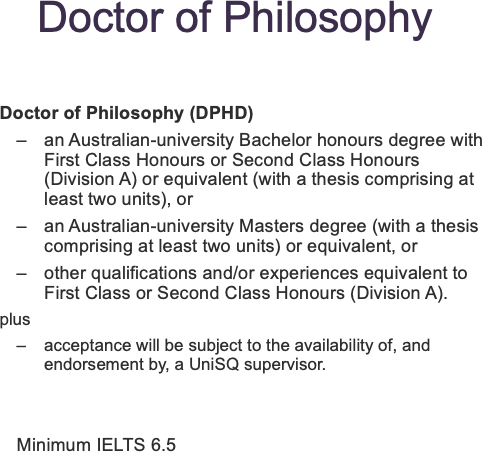 Doctor of Philosophy
Doctor of Philosophy (DPHD)
– an Australian-university Bachelor honours degree with
First Class Honours or Second Class Honours
(Division A) or equivalent (with a thesis comprising at
least two units), or
– an Australian-university Masters degree (with a thesis
comprising at least two units) or equivalent, or
– other qualifications and/or experiences equivalent to
First Class or Second Class Honours (Division A).
plus
– acceptance will be subject to the availability of, and
endorsement by, a UniSQ supervisor.
Minimum IELTS 6.5